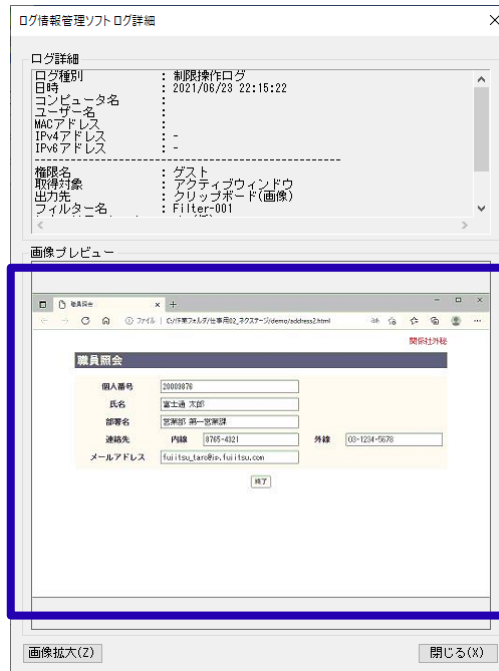 ログ情報管理ソフト ログ詳細
ログ詳細
ログ種別 : 制限操作ログ
日時 : 2021/06/23 22:15:22
コンピュータ名 :
ユーザー名 :
MACアドレス :
IPv4アドレス : -
IPv6アドレス : -
権限名 : ゲスト
取得対象 : アクティブウィンドウ
出力先 : クリップボード(画像)
フィルター名 : Filter-001
画像プレビュー
職員照会
ファイル
関係社外秘
職員照会
個人番号 20089876
氏名 富士通 太郎
部署名 営業部 第一営業課
連絡先 内線 8765-4321 外線 03-1234-5678
メールアドレス
終了
画像拡大(Z) 閉じる(X)